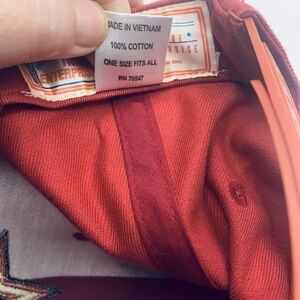 MADE IN VIETNAM
100% COTTON
ONE SIZE FITS ALL
RN 70547
ENTERPRISE